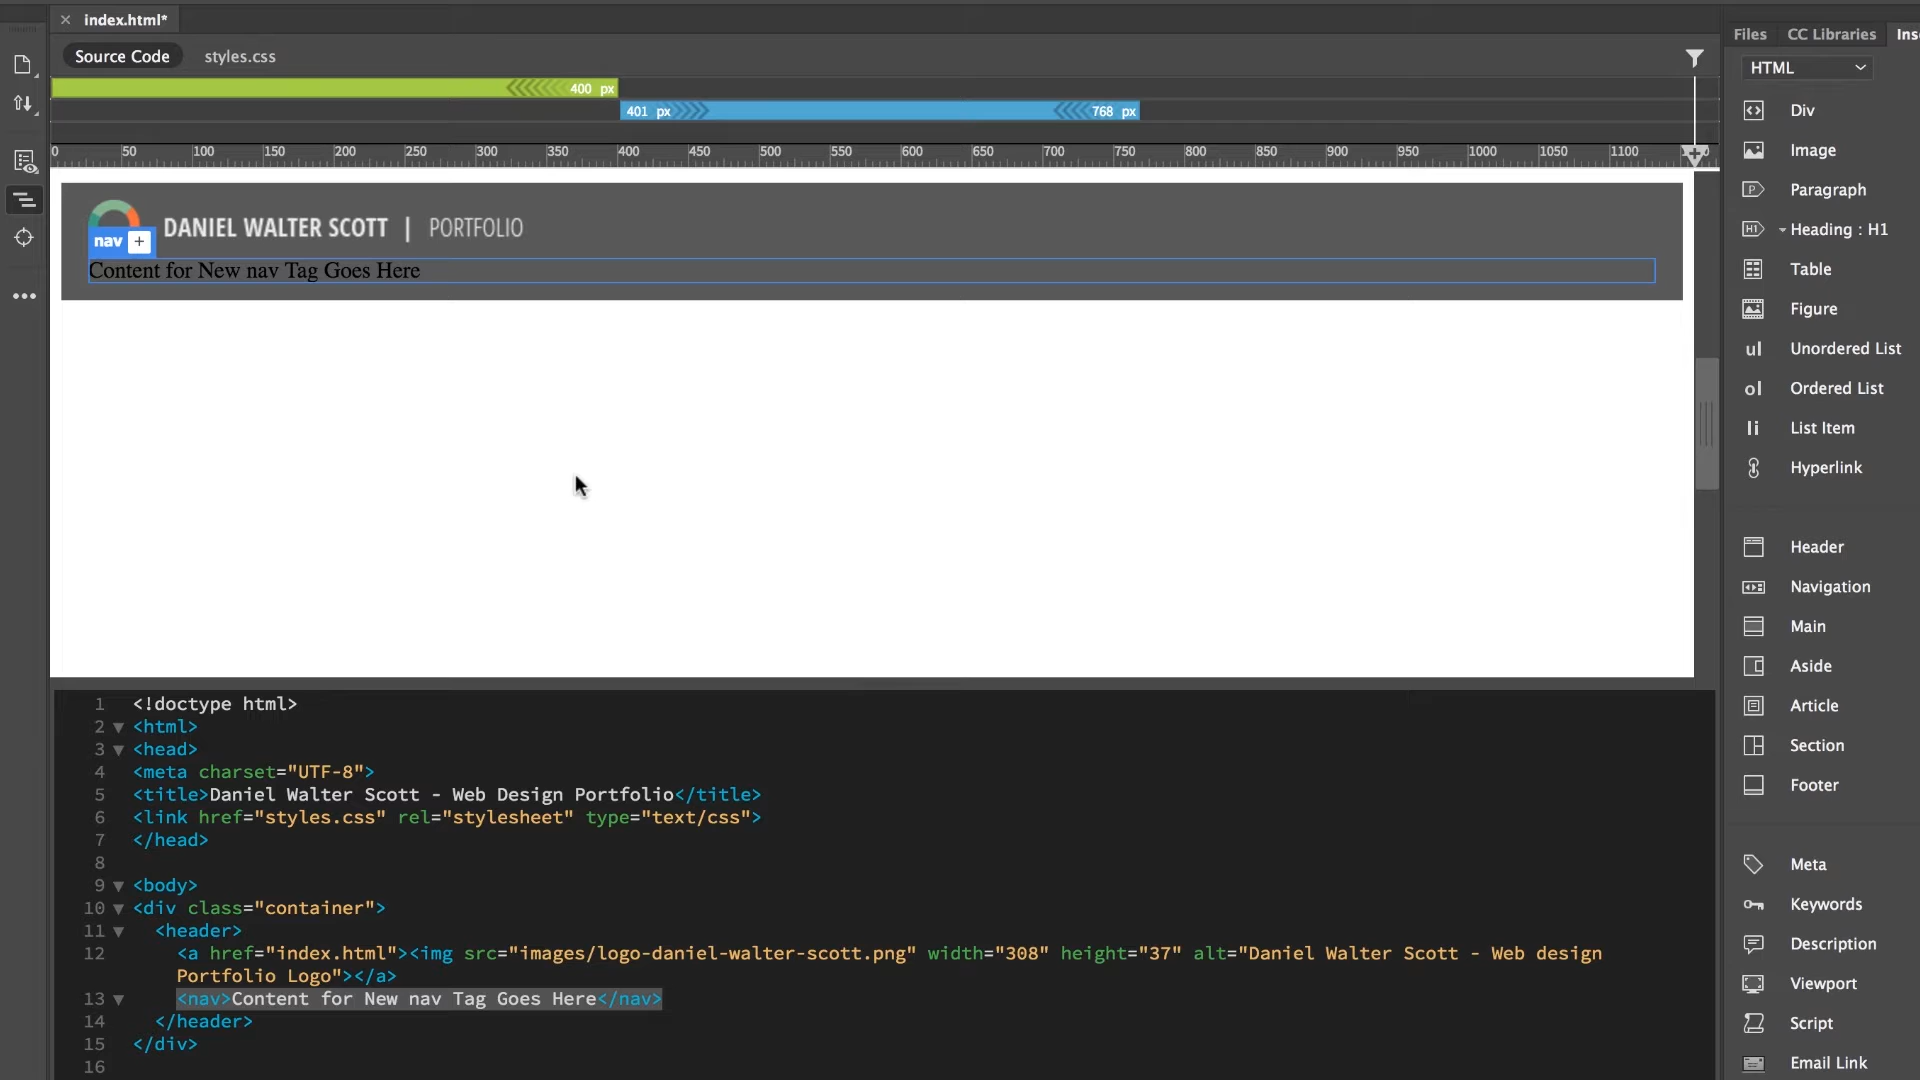 index.html*
Files CC Libraries Ins
Source Code styles.css
HTML
400 px
401 px 768 px
0 50 100 150 200 250 300 350 400 450 500 550 600 650 700 750 800 850 900 950 1000 1050 1100
Div
Image
Paragraph
H1 Heading : H1
Table
Figure
ul Unordered List
ol Ordered List
li List Item
Hyperlink
Header
Navigation
Main
Aside
Article
Section
Footer
Meta
Keywords
Description
Viewport
Script
Email Link
DANIEL WALTER SCOTT | PORTFOLIO
nav +
Content for New nav Tag Goes Here
1 <!doctype html>
2 <html>
3 <head>
4 <meta charset="UTF-8">
5 <title>Daniel Walter Scott - Web Design Portfolio</title>
6 <link href="styles.css" rel="stylesheet" type="text/css">
7 </head>
8
9 <body>
10 <div class="container">
11 <header>
12 <a href="index.html"><img src="images/logo-daniel-walter-scott.png" width="308" height="37" alt="Daniel Walter Scott - Web design
Portfolio Logo"></a>
13 <nav>Content for New nav Tag Goes Here</nav>
14 </header>
15 </div>
16